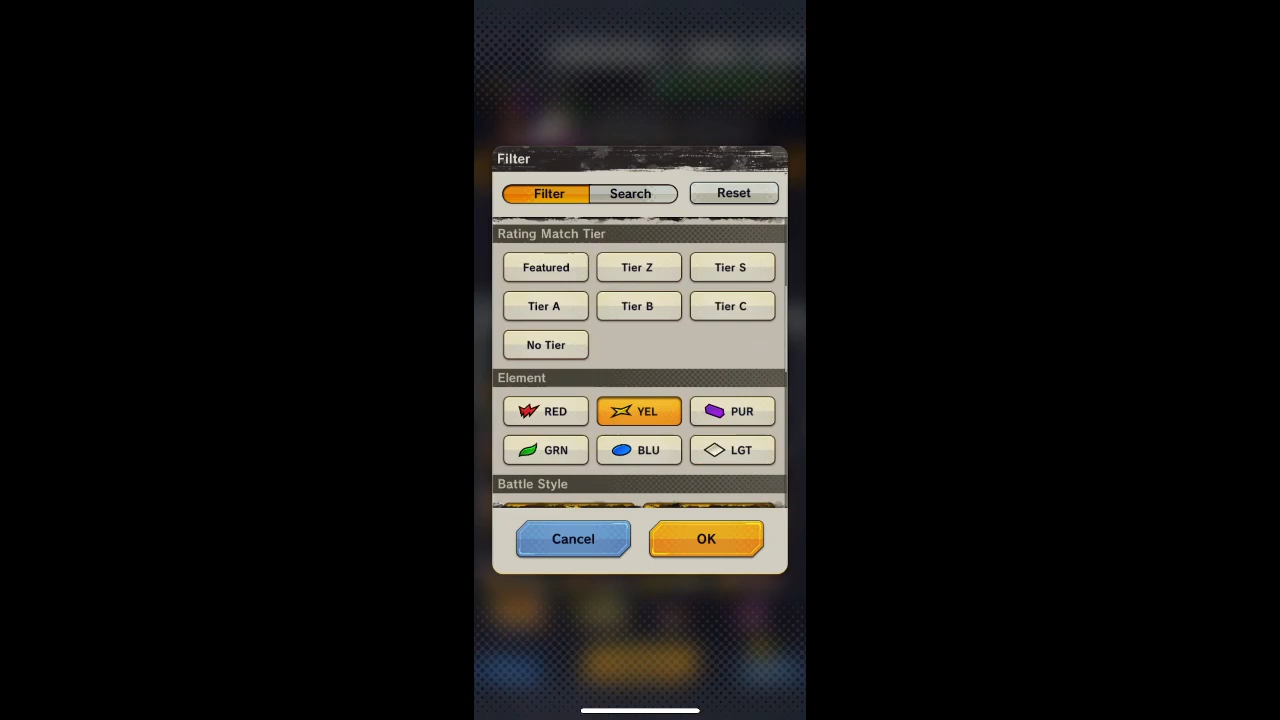 Filter
Filter Search Reset
Rating Match Tier
Featured Tier Z Tier S
Tier A Tier B Tier C
No Tier
Element
RED YEL PUR
GRN BLU LGT
Battle Style
Cancel OK